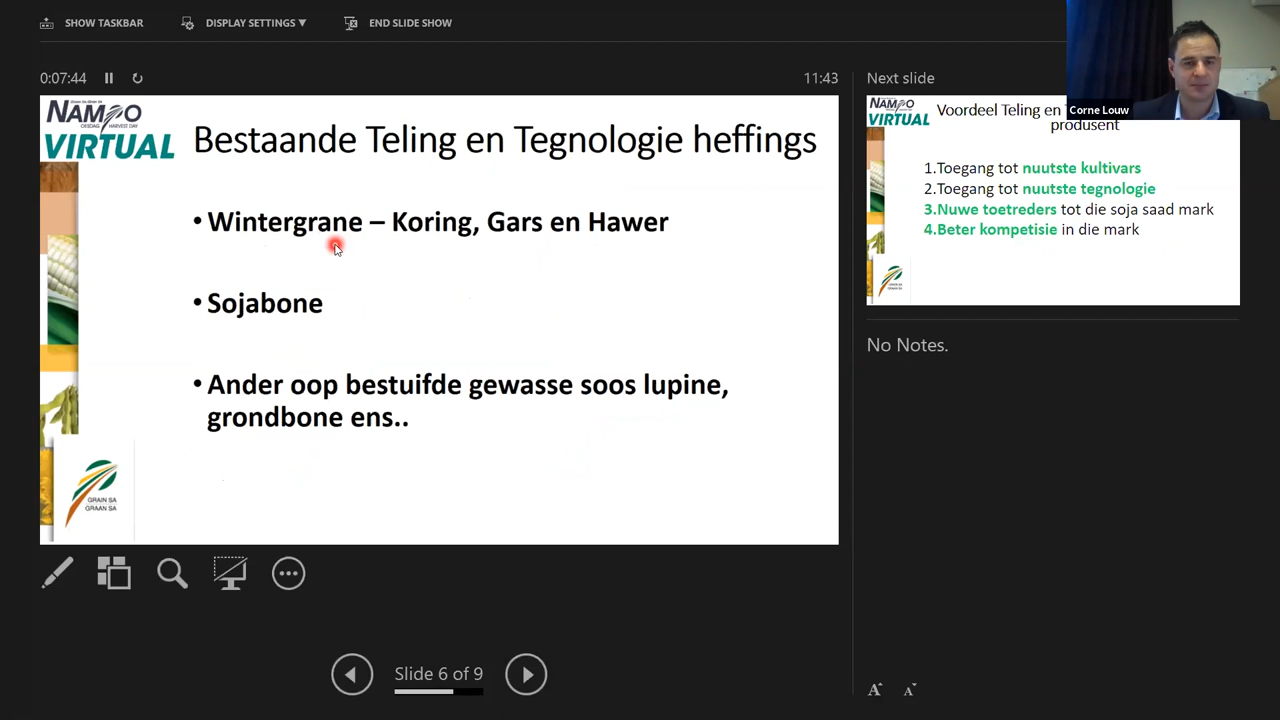 SHOW TASKBAR
DISPLAY SETTINGS ▼
END SLIDE SHOW
0:07:44
11:43
NAMPO
OESDAG HARVEST DAY
VIRTUAL
Bestaande Teling en Tegnologie heffings
• Wintergrane – Koring, Gars en Hawer
• Sojabone
• Ander oop bestuifde gewasse soos lupine,
grondbone ens..
GRAIN SA
GRAAN SA
Slide 6 of 9
Next slide
Corne Louw
NAMPO
VIRTUAL
Voordeel Teling en
produsent
1.Toegang tot nuutste kultivars
2.Toegang tot nuutste tegnologie
3.Nuwe toetreders tot die soja saad mark
4.Beter kompetisie in die mark
No Notes.
A A